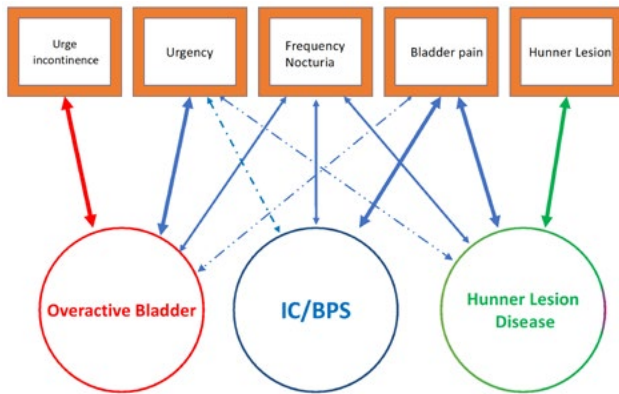 Urge
incontinence
Urgency
Frequency
Nocturia
Bladder pain
Hunner Lesion
Overactive Bladder
IC/BPS
Hunner Lesion
Disease